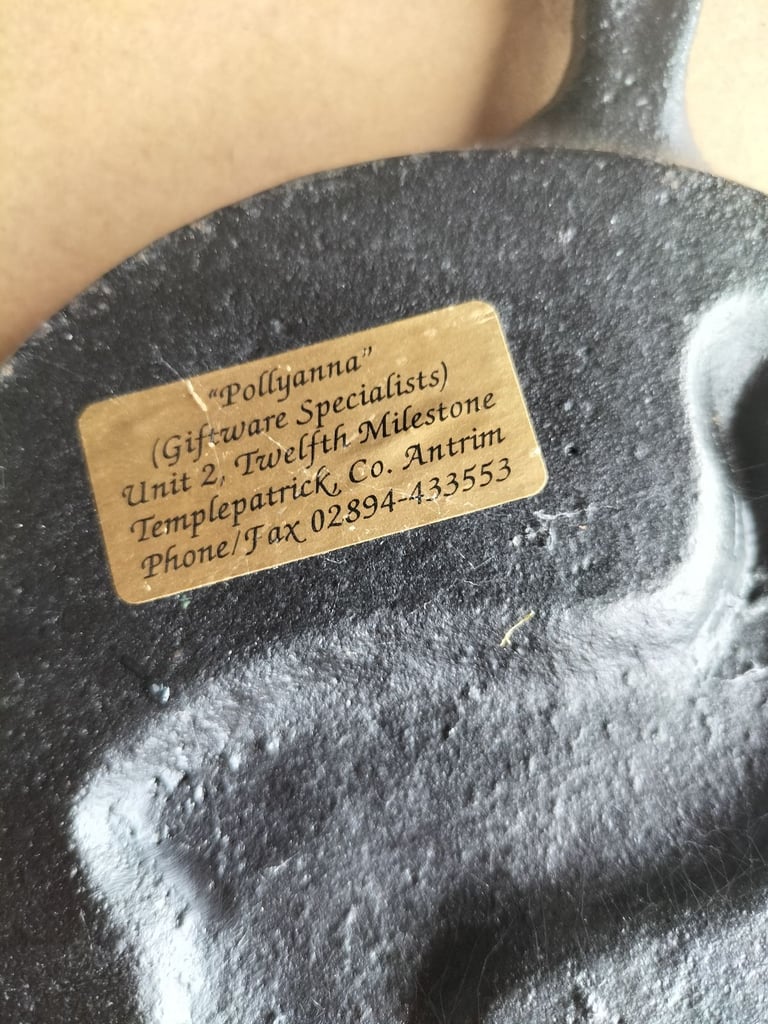 “Pollyanna”
(Giftware Specialists)
Unit 2, Twelfth Milestone
Templepatrick, Co. Antrim
Phone/Fax 02894-433553